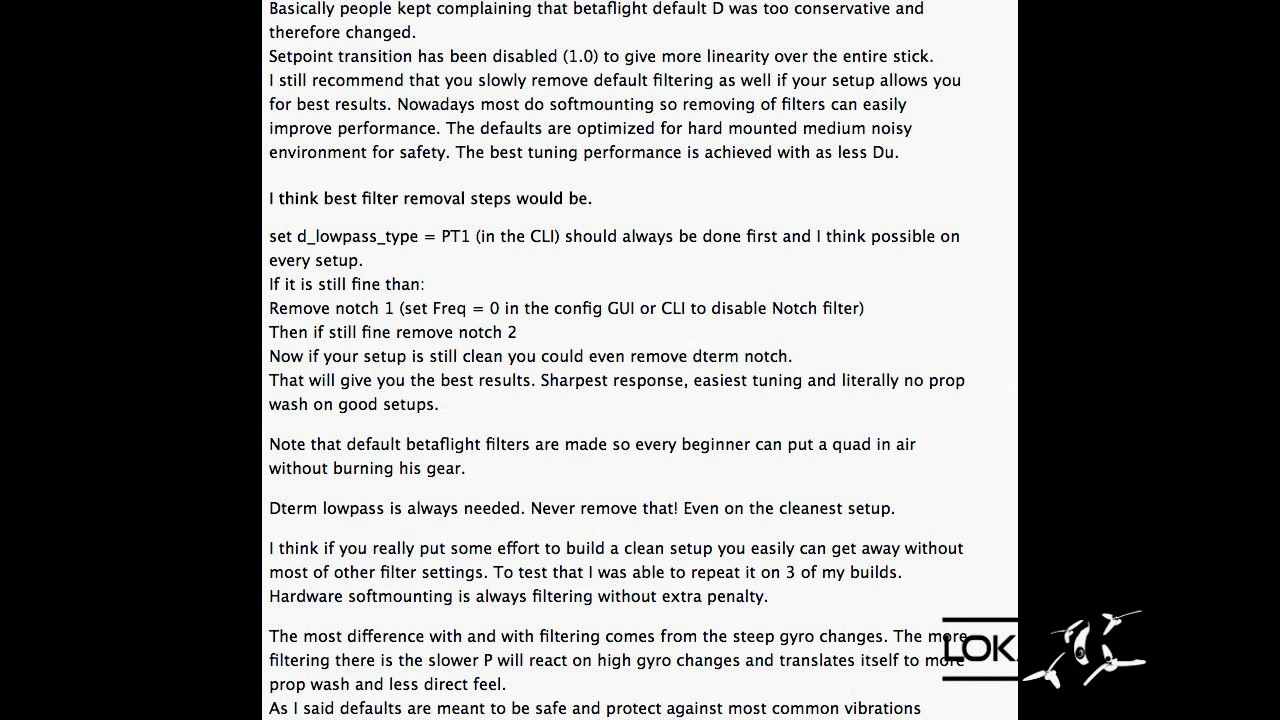 Basically people kept complaining that betaflight default D was too conservative and
therefore changed.
Setpoint transition has been disabled (1.0) to give more linearity over the entire stick.
I still recommend that you slowly remove default filtering as well if your setup allows you
for best results. Nowadays most do softmounting so removing of filters can easily
improve performance. The defaults are optimized for hard mounted medium noisy
environment for safety. The best tuning performance is achieved with as less Du.
I think best filter removal steps would be.
set d_lowpass_type = PT1 (in the CLI) should always be done first and I think possible on
every setup.
If it is still fine than:
Remove notch 1 (set Freq = 0 in the config GUI or CLI to disable Notch filter)
Then if still fine remove notch 2
Now if your setup is still clean you could even remove dterm notch.
That will give you the best results. Sharpest response, easiest tuning and literally no prop
wash on good setups.
Note that default betaflight filters are made so every beginner can put a quad in air
without burning his gear.
Dterm lowpass is always needed. Never remove that! Even on the cleanest setup.
I think if you really put some effort to build a clean setup you easily can get away without
most of other filter settings. To test that I was able to repeat it on 3 of my builds.
Hardware softmounting is always filtering without extra penalty.
The most difference with and with filtering comes from the steep gyro changes. The more
filtering there is the slower P will react on high gyro changes and translates itself to more
prop wash and less direct feel.
As I said defaults are meant to be safe and protect against most common vibrations
LOK